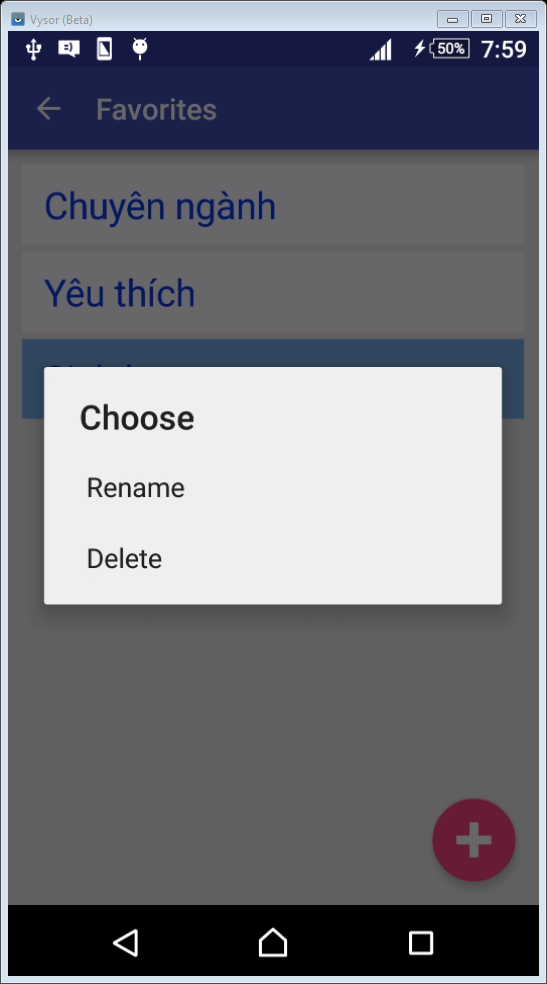 Vysor (Beta)
50% 7:59
Favorites
Chuyên ngành
Yêu thích
Choose
Rename
Delete